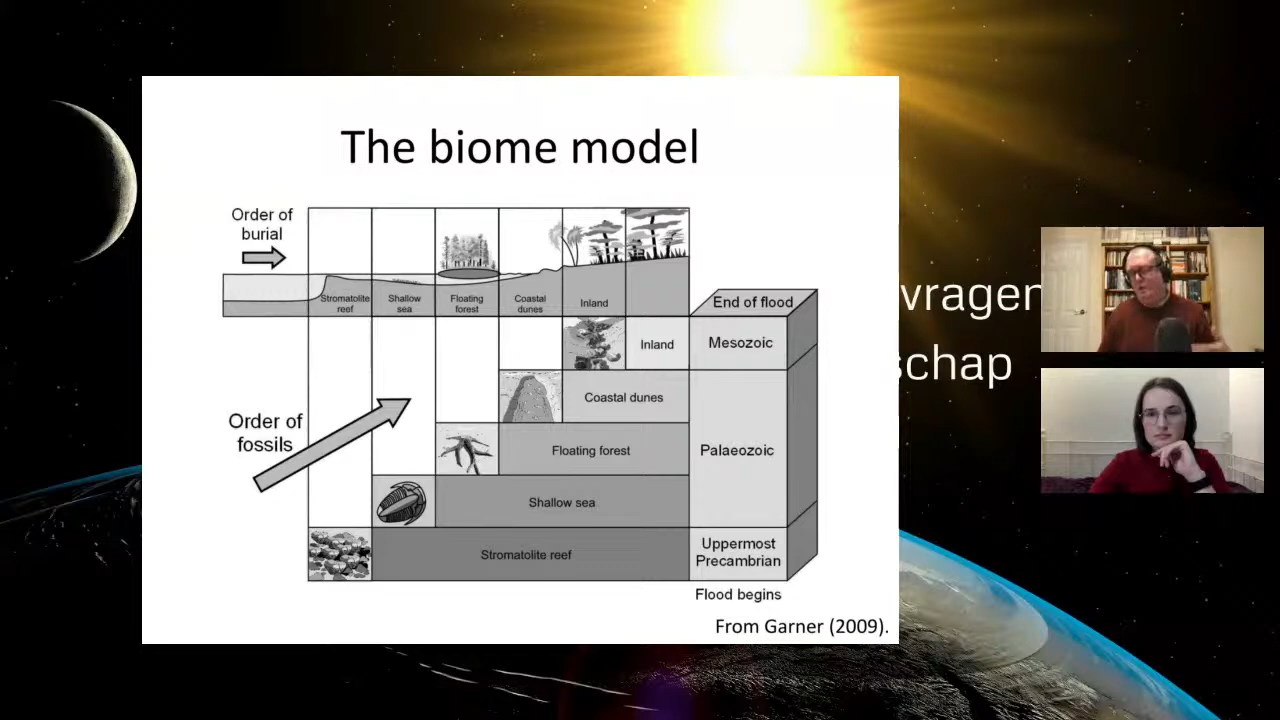 The biome model
Order of
burial
Stromatolite
reef
Shallow
sea
Floating
forest
Coastal
dunes
Inland
End of flood
Inland
Mesozoic
Coastal dunes
Order of
fossils
Floating forest
Palaeozoic
Shallow sea
Stromatolite reef
Uppermost
Precambrian
Flood begins
From Garner (2009).
vragen
schap